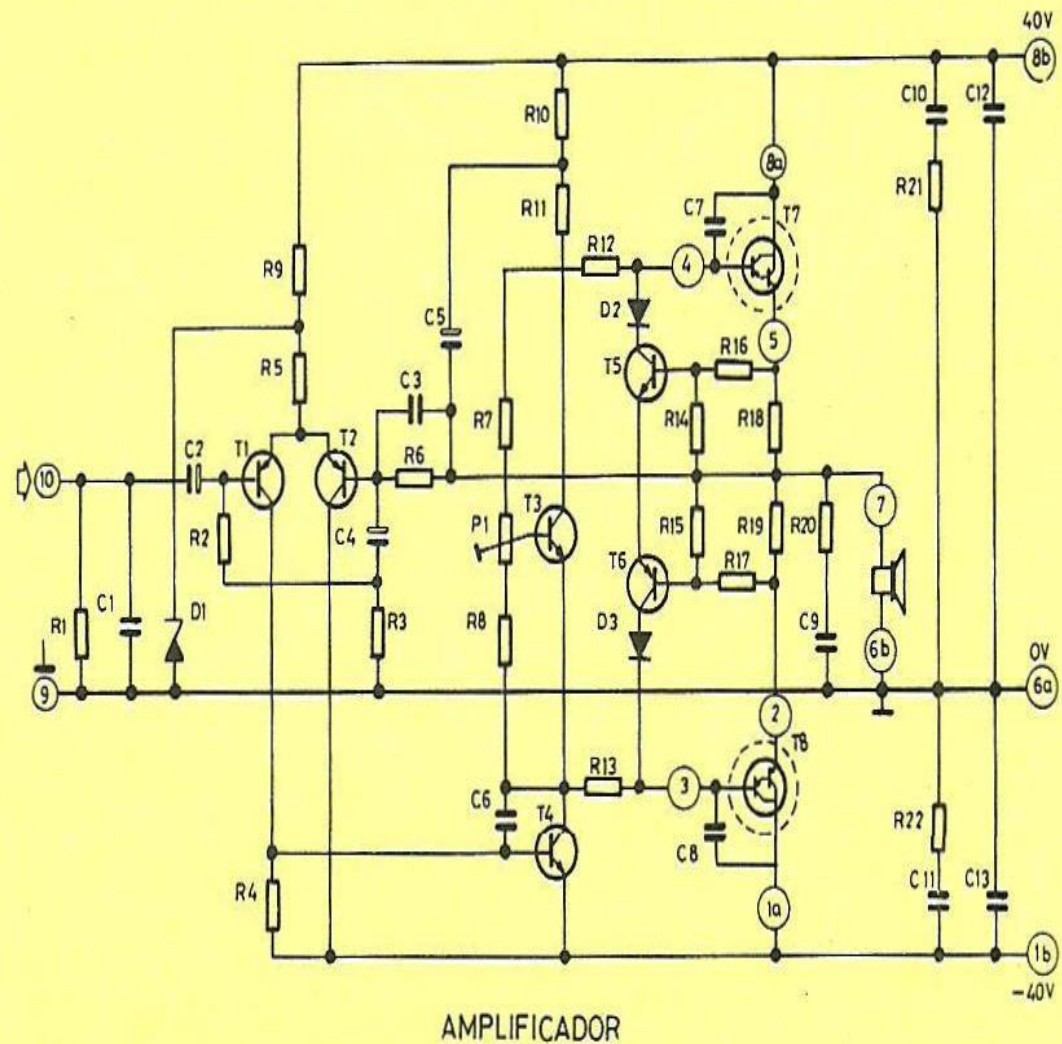 40V
8b
C10
C12
R10
8a
R21
R11
C7
T7
R12
4
R9
D2
C5
5
R5
T5
R16
C3
R7
R14
R18
C2
T1
T2
10
R6
7
P1
T3
R2
C4
R15
R19
R20
R17
T6
C1
D1
R1
R3
R8
D3
C9
6b
0V
9
6a
2
T8
R13
C6
3
T4
R22
C8
R4
C11
C13
1a
1b
-40V
AMPLIFICADOR